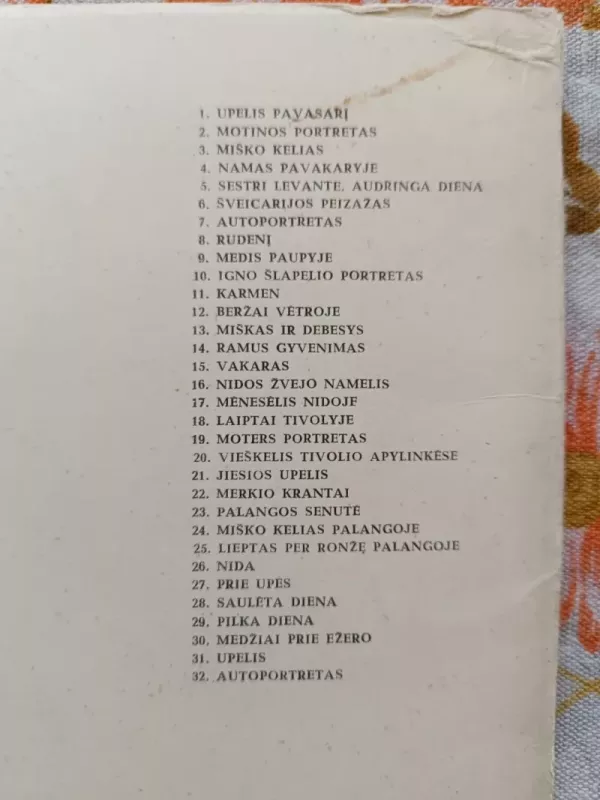 1. UPELIS PAVASARĮ
2. MOTINOS PORTRETAS
3. MIŠKO KELIAS
4. NAMAS PAVAKARYJE
5. SESTRI LEVANTE. AUDRINGA DIENA
6. ŠVEICARIJOS PEIZAŽAS
7. AUTOPORTRETAS
8. RUDENĮ
9. MEDIS PAUPYJE
10. IGNO ŠLAPELIO PORTRETAS
11. KARMEN
12. BERŽAI VĖTROJE
13. MIŠKAS IR DEBESYS
14. RAMUS GYVENIMAS
15. VAKARAS
16. NIDOS ŽVEJO NAMELIS
17. MĖNESĖLIS NIDOJE
18. LAIPTAI TIVOLYJE
19. MOTERS PORTRETAS
20. VIEŠKELIS TIVOLIO APYLINKĖSE
21. JIESIOS UPELIS
22. MERKIO KRANTAI
23. PALANGOS SENUTĖ
24. MIŠKO KELIAS PALANGOJE
25. LIEPTAS PER RONŽĘ PALANGOJE
26. NIDA
27. PRIE UPĖS
28. SAULĖTA DIENA
29. PILKA DIENA
30. MEDŽIAI PRIE EŽERO
31. UPELIS
32. AUTOPORTRETAS